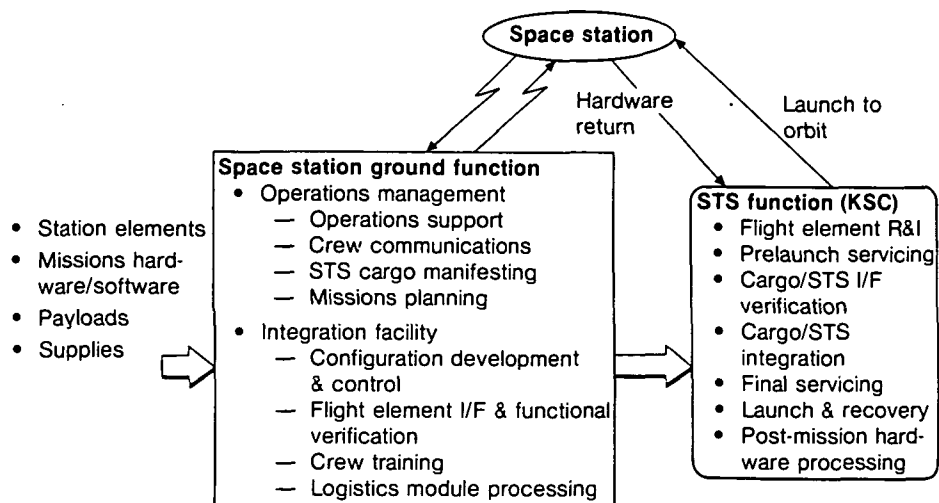 Space station
Hardware
return
Launch to
orbit
• Station elements
• Missions hard-
ware/software
• Payloads
• Supplies
Space station ground function
• Operations management
— Operations support
— Crew communications
— STS cargo manifesting
— Missions planning
• Integration facility
— Configuration development
& control
— Flight element I/F & functional
verification
— Crew training
— Logistics module processing
STS function (KSC)
• Flight element R&I
• Prelaunch servicing
• Cargo/STS I/F
verification
• Cargo/STS
integration
• Final servicing
• Launch & recovery
• Post-mission hard-
ware processing